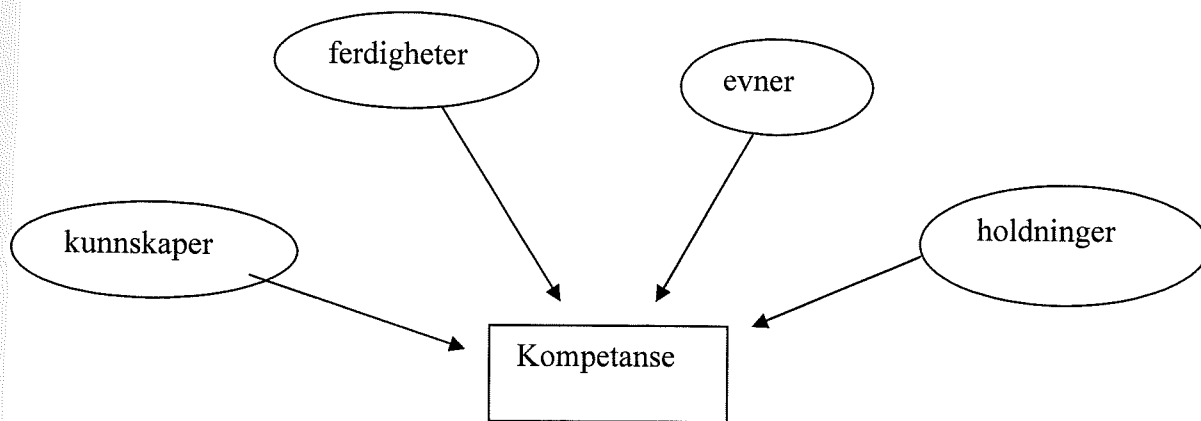 ferdigheter
evner
kunnskaper
holdninger
Kompetanse